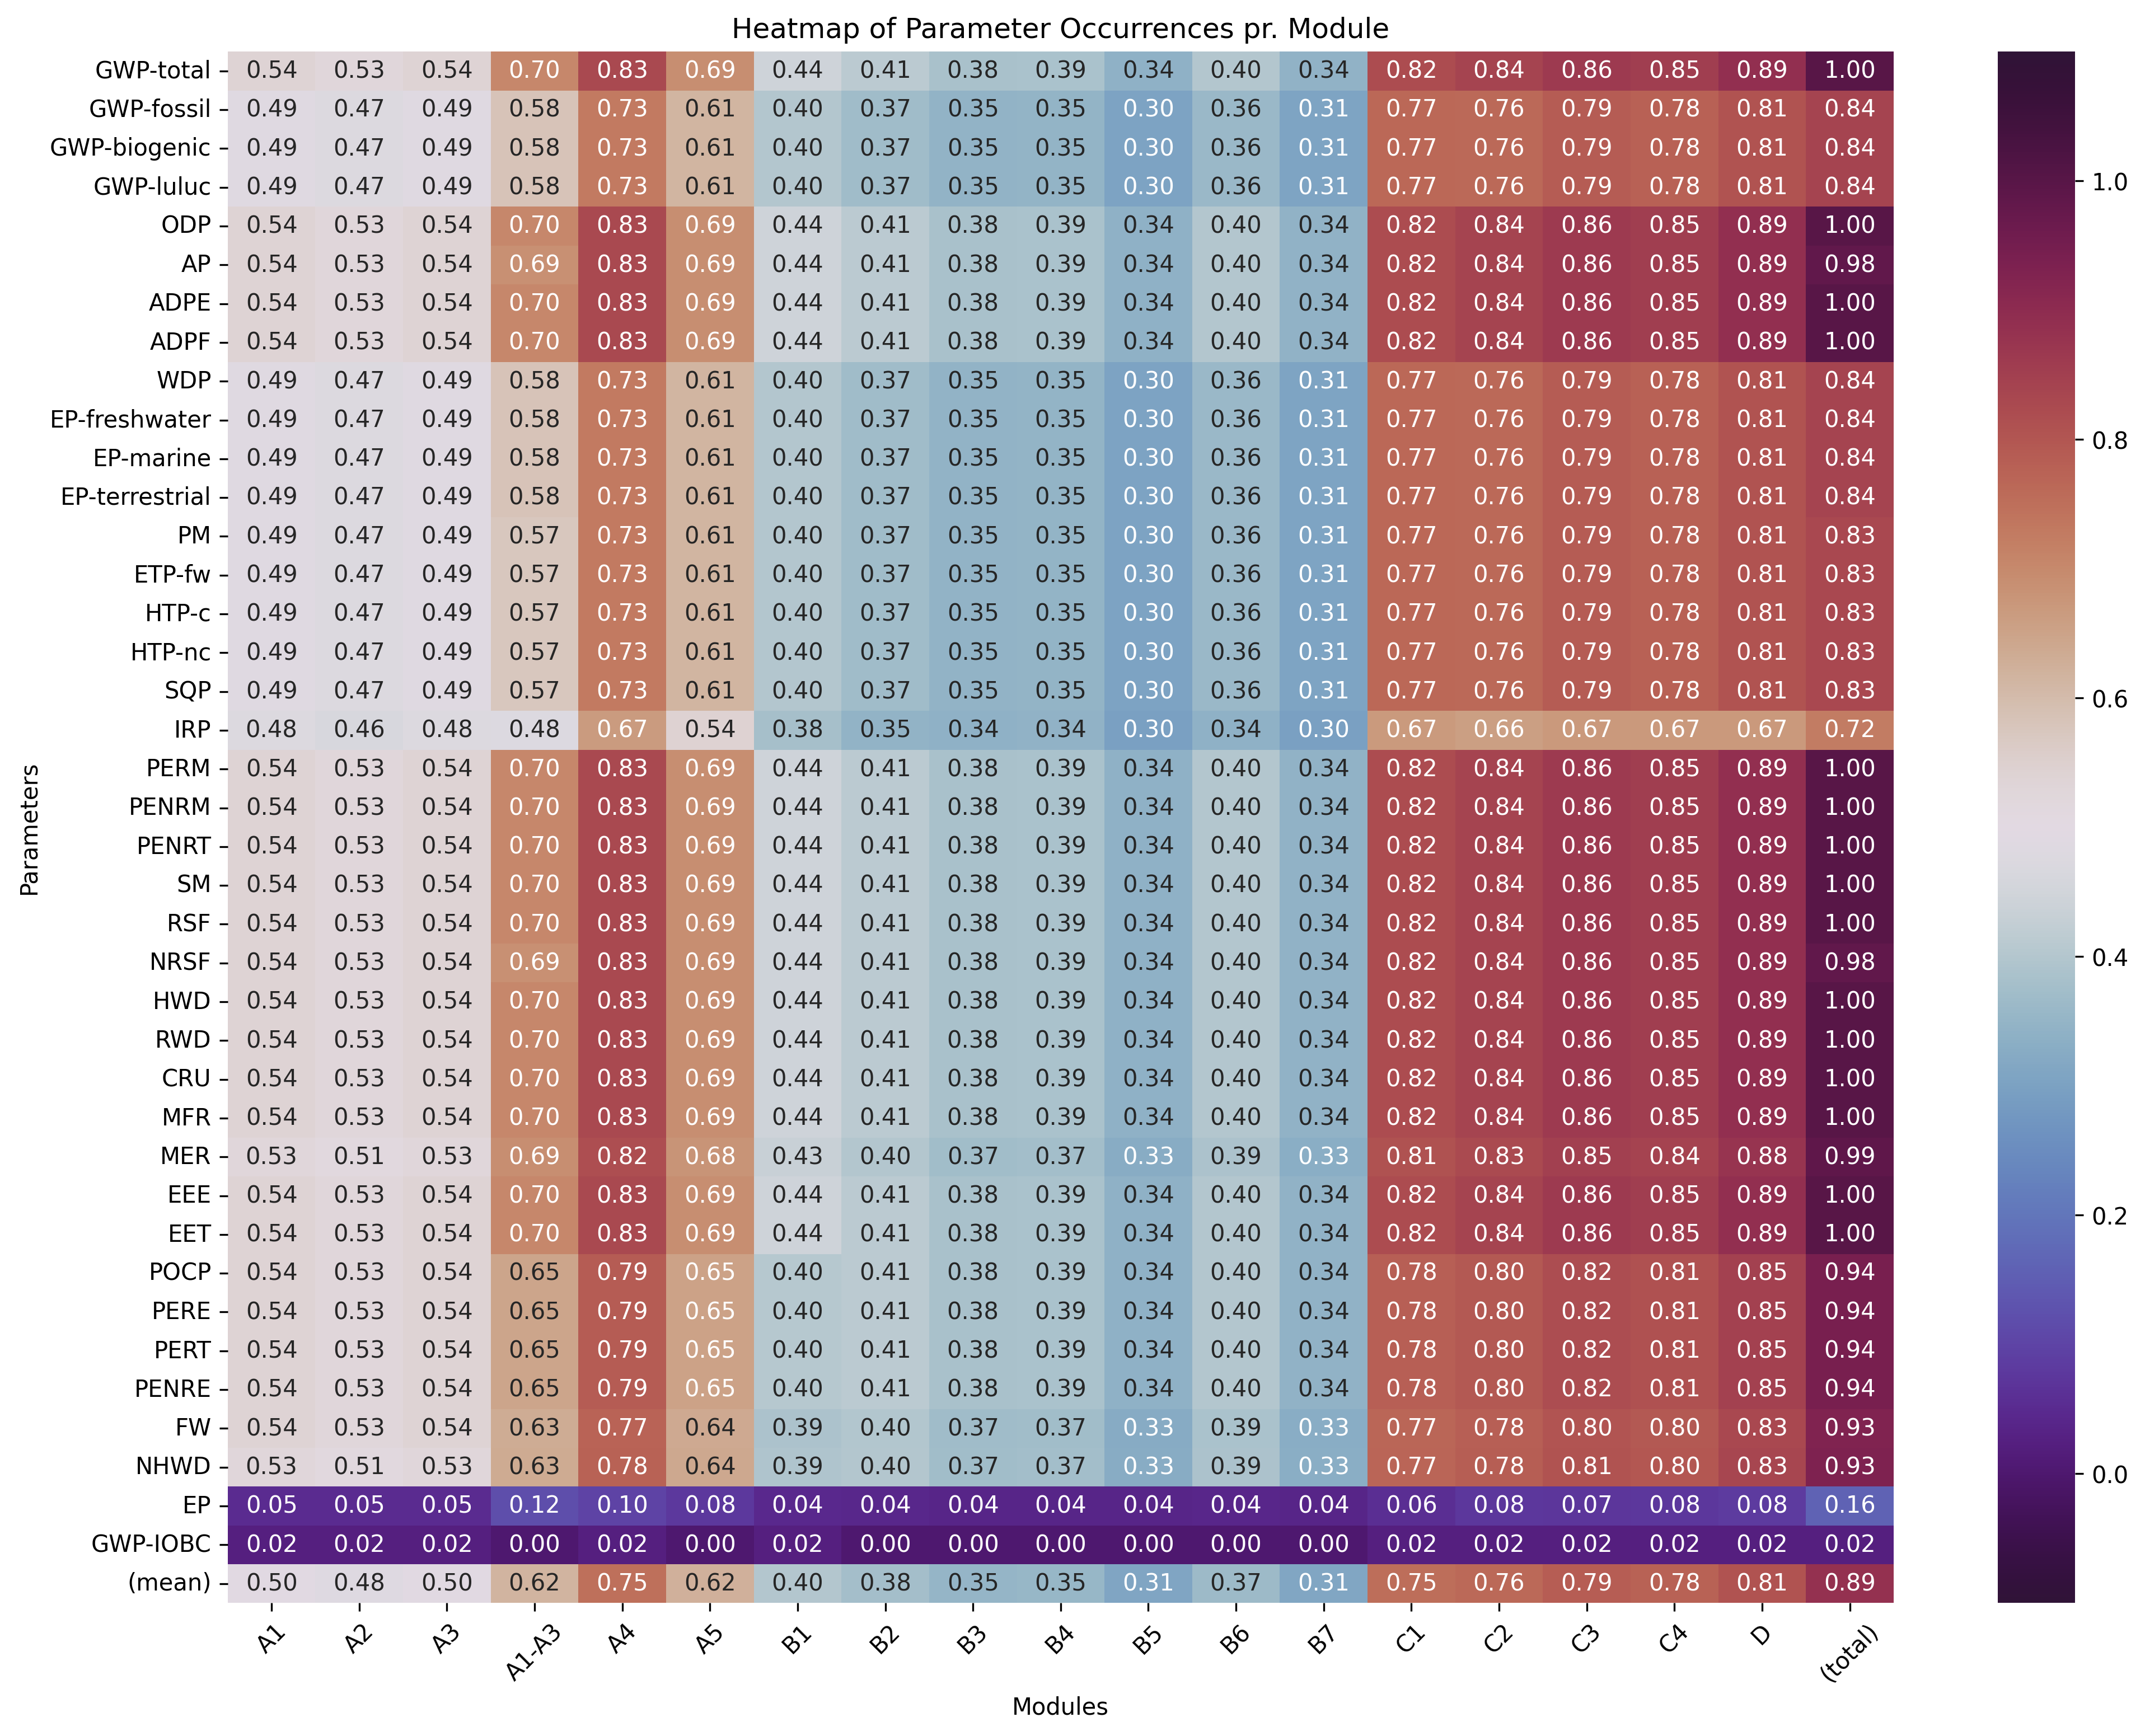 Heatmap of Parameter Occurrences pr. Module
GWP-total 0.54 0.53 0.54 0.70 0.83 0.69 0.44 0.41 0.38 0.39 0.34 0.40 0.34 0.82 0.84 0.86 0.85 0.89 1.00
GWP-fossil 0.49 0.47 0.49 0.58 0.73 0.61 0.40 0.37 0.35 0.35 0.30 0.36 0.31 0.77 0.76 0.79 0.78 0.81 0.84
GWP-biogenic 0.49 0.47 0.49 0.58 0.73 0.61 0.40 0.37 0.35 0.35 0.30 0.36 0.31 0.77 0.76 0.79 0.78 0.81 0.84
GWP-luluc 0.49 0.47 0.49 0.58 0.73 0.61 0.40 0.37 0.35 0.35 0.30 0.36 0.31 0.77 0.76 0.79 0.78 0.81 0.84
ODP 0.54 0.53 0.54 0.70 0.83 0.69 0.44 0.41 0.38 0.39 0.34 0.40 0.34 0.82 0.84 0.86 0.85 0.89 1.00
AP 0.54 0.53 0.54 0.69 0.83 0.69 0.44 0.41 0.38 0.39 0.34 0.40 0.34 0.82 0.84 0.86 0.85 0.89 0.98
ADPE 0.54 0.53 0.54 0.70 0.83 0.69 0.44 0.41 0.38 0.39 0.34 0.40 0.34 0.82 0.84 0.86 0.85 0.89 1.00
ADPF 0.54 0.53 0.54 0.70 0.83 0.69 0.44 0.41 0.38 0.39 0.34 0.40 0.34 0.82 0.84 0.86 0.85 0.89 1.00
WDP 0.49 0.47 0.49 0.58 0.73 0.61 0.40 0.37 0.35 0.35 0.30 0.36 0.31 0.77 0.76 0.79 0.78 0.81 0.84
EP-freshwater 0.49 0.47 0.49 0.58 0.73 0.61 0.40 0.37 0.35 0.35 0.30 0.36 0.31 0.77 0.76 0.79 0.78 0.81 0.84
EP-marine 0.49 0.47 0.49 0.58 0.73 0.61 0.40 0.37 0.35 0.35 0.30 0.36 0.31 0.77 0.76 0.79 0.78 0.81 0.84
EP-terrestrial 0.49 0.47 0.49 0.58 0.73 0.61 0.40 0.37 0.35 0.35 0.30 0.36 0.31 0.77 0.76 0.79 0.78 0.81 0.84
PM 0.49 0.47 0.49 0.57 0.73 0.61 0.40 0.37 0.35 0.35 0.30 0.36 0.31 0.77 0.76 0.79 0.78 0.81 0.83
ETP-fw 0.49 0.47 0.49 0.57 0.73 0.61 0.40 0.37 0.35 0.35 0.30 0.36 0.31 0.77 0.76 0.79 0.78 0.81 0.83
HTP-c 0.49 0.47 0.49 0.57 0.73 0.61 0.40 0.37 0.35 0.35 0.30 0.36 0.31 0.77 0.76 0.79 0.78 0.81 0.83
HTP-nc 0.49 0.47 0.49 0.57 0.73 0.61 0.40 0.37 0.35 0.35 0.30 0.36 0.31 0.77 0.76 0.79 0.78 0.81 0.83
SQP 0.49 0.47 0.49 0.57 0.73 0.61 0.40 0.37 0.35 0.35 0.30 0.36 0.31 0.77 0.76 0.79 0.78 0.81 0.83
IRP 0.48 0.46 0.48 0.48 0.67 0.54 0.38 0.35 0.34 0.34 0.30 0.34 0.30 0.67 0.66 0.67 0.67 0.67 0.72
PERM 0.54 0.53 0.54 0.70 0.83 0.69 0.44 0.41 0.38 0.39 0.34 0.40 0.34 0.82 0.84 0.86 0.85 0.89 1.00
PENRM 0.54 0.53 0.54 0.70 0.83 0.69 0.44 0.41 0.38 0.39 0.34 0.40 0.34 0.82 0.84 0.86 0.85 0.89 1.00
PENRT 0.54 0.53 0.54 0.70 0.83 0.69 0.44 0.41 0.38 0.39 0.34 0.40 0.34 0.82 0.84 0.86 0.85 0.89 1.00
SM 0.54 0.53 0.54 0.70 0.83 0.69 0.44 0.41 0.38 0.39 0.34 0.40 0.34 0.82 0.84 0.86 0.85 0.89 1.00
RSF 0.54 0.53 0.54 0.70 0.83 0.69 0.44 0.41 0.38 0.39 0.34 0.40 0.34 0.82 0.84 0.86 0.85 0.89 1.00
NRSF 0.54 0.53 0.54 0.69 0.83 0.69 0.44 0.41 0.38 0.39 0.34 0.40 0.34 0.82 0.84 0.86 0.85 0.89 0.98
HWD 0.54 0.53 0.54 0.70 0.83 0.69 0.44 0.41 0.38 0.39 0.34 0.40 0.34 0.82 0.84 0.86 0.85 0.89 1.00
RWD 0.54 0.53 0.54 0.70 0.83 0.69 0.44 0.41 0.38 0.39 0.34 0.40 0.34 0.82 0.84 0.86 0.85 0.89 1.00
CRU 0.54 0.53 0.54 0.70 0.83 0.69 0.44 0.41 0.38 0.39 0.34 0.40 0.34 0.82 0.84 0.86 0.85 0.89 1.00
MFR 0.54 0.53 0.54 0.70 0.83 0.69 0.44 0.41 0.38 0.39 0.34 0.40 0.34 0.82 0.84 0.86 0.85 0.89 1.00
MER 0.53 0.51 0.53 0.69 0.82 0.68 0.43 0.40 0.37 0.37 0.33 0.39 0.33 0.81 0.83 0.85 0.84 0.88 0.99
EEE 0.54 0.53 0.54 0.70 0.83 0.69 0.44 0.41 0.38 0.39 0.34 0.40 0.34 0.82 0.84 0.86 0.85 0.89 1.00
EET 0.54 0.53 0.54 0.70 0.83 0.69 0.44 0.41 0.38 0.39 0.34 0.40 0.34 0.82 0.84 0.86 0.85 0.89 1.00
POCP 0.54 0.53 0.54 0.65 0.79 0.65 0.40 0.41 0.38 0.39 0.34 0.40 0.34 0.78 0.80 0.82 0.81 0.85 0.94
PERE 0.54 0.53 0.54 0.65 0.79 0.65 0.40 0.41 0.38 0.39 0.34 0.40 0.34 0.78 0.80 0.82 0.81 0.85 0.94
PERT 0.54 0.53 0.54 0.65 0.79 0.65 0.40 0.41 0.38 0.39 0.34 0.40 0.34 0.78 0.80 0.82 0.81 0.85 0.94
PENRE 0.54 0.53 0.54 0.65 0.79 0.65 0.40 0.41 0.38 0.39 0.34 0.40 0.34 0.78 0.80 0.82 0.81 0.85 0.94
FW 0.54 0.53 0.54 0.63 0.77 0.64 0.39 0.40 0.37 0.37 0.33 0.39 0.33 0.77 0.78 0.80 0.80 0.83 0.93
NHWD 0.53 0.51 0.53 0.63 0.78 0.64 0.39 0.40 0.37 0.37 0.33 0.39 0.33 0.77 0.78 0.81 0.80 0.83 0.93
EP 0.05 0.05 0.05 0.12 0.10 0.08 0.04 0.04 0.04 0.04 0.04 0.04 0.04 0.06 0.08 0.07 0.08 0.08 0.16
GWP-IOBC 0.02 0.02 0.02 0.00 0.02 0.00 0.02 0.00 0.00 0.00 0.00 0.00 0.00 0.02 0.02 0.02 0.02 0.02 0.02
(mean) 0.50 0.48 0.50 0.62 0.75 0.62 0.40 0.38 0.35 0.35 0.31 0.37 0.31 0.75 0.76 0.79 0.78 0.81 0.89
A1 A2 A3 A1-A3 A4 A5 B1 B2 B3 B4 B5 B6 B7 C1 C2 C3 C4 D (total)
Modules
Parameters
1.0
0.8
0.6
0.4
0.2
0.0